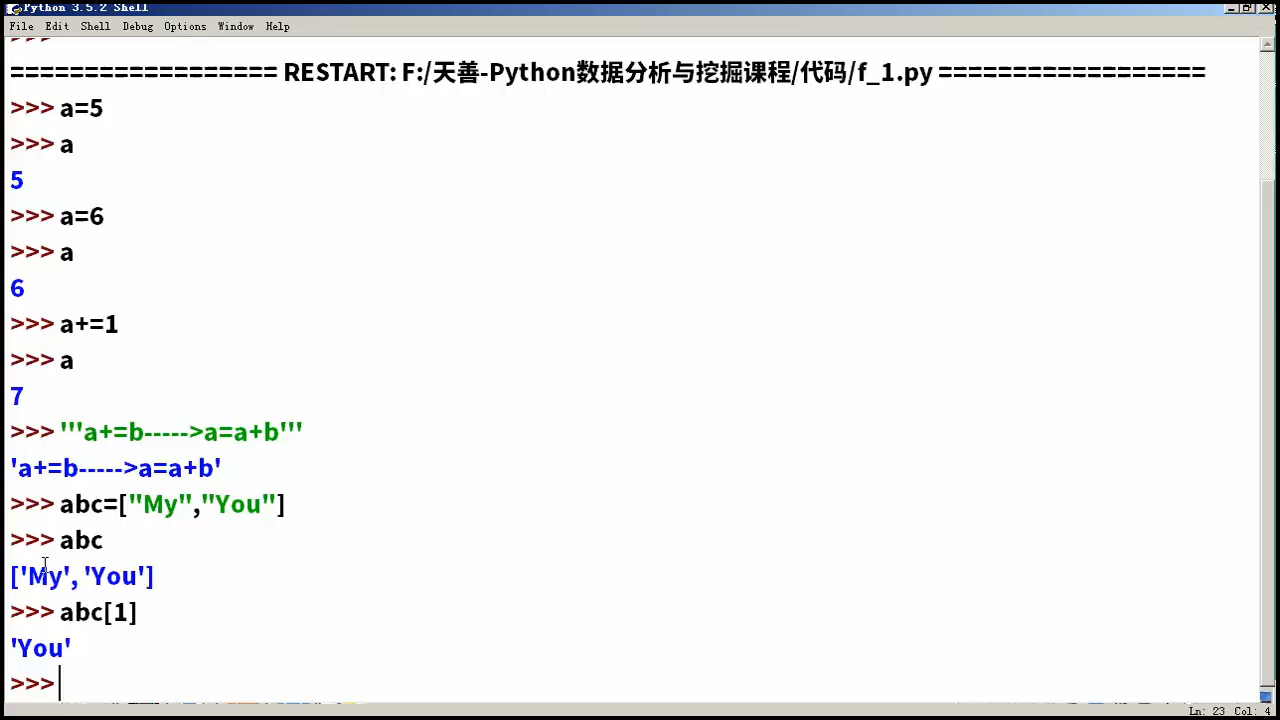 Python 3.5.2 Shell
File Edit Shell Debug Options Window Help
>>>
================== RESTART: F:/天善-Python数据分析与挖掘课程/代码/f_1.py ==================
>>> a=5
>>> a
5
>>> a=6
>>> a
6
>>> a+=1
>>> a
7
>>> '''a+=b----->a=a+b'''
'a+=b----->a=a+b'
>>> abc=["My","You"]
>>> abc
['My', 'You']
>>> abc[1]
'You'
>>>
Ln: 23 Col: 4